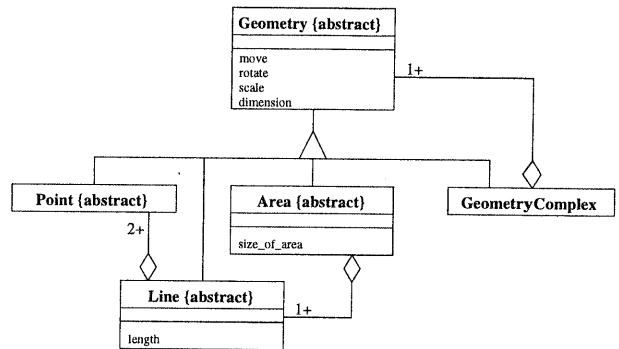 Geometry {abstract}
move
rotate
scale
dimension
1+
Point {abstract}
Area {abstract}
size_of_area
GeometryComplex
2+
Line {abstract}
length
1+